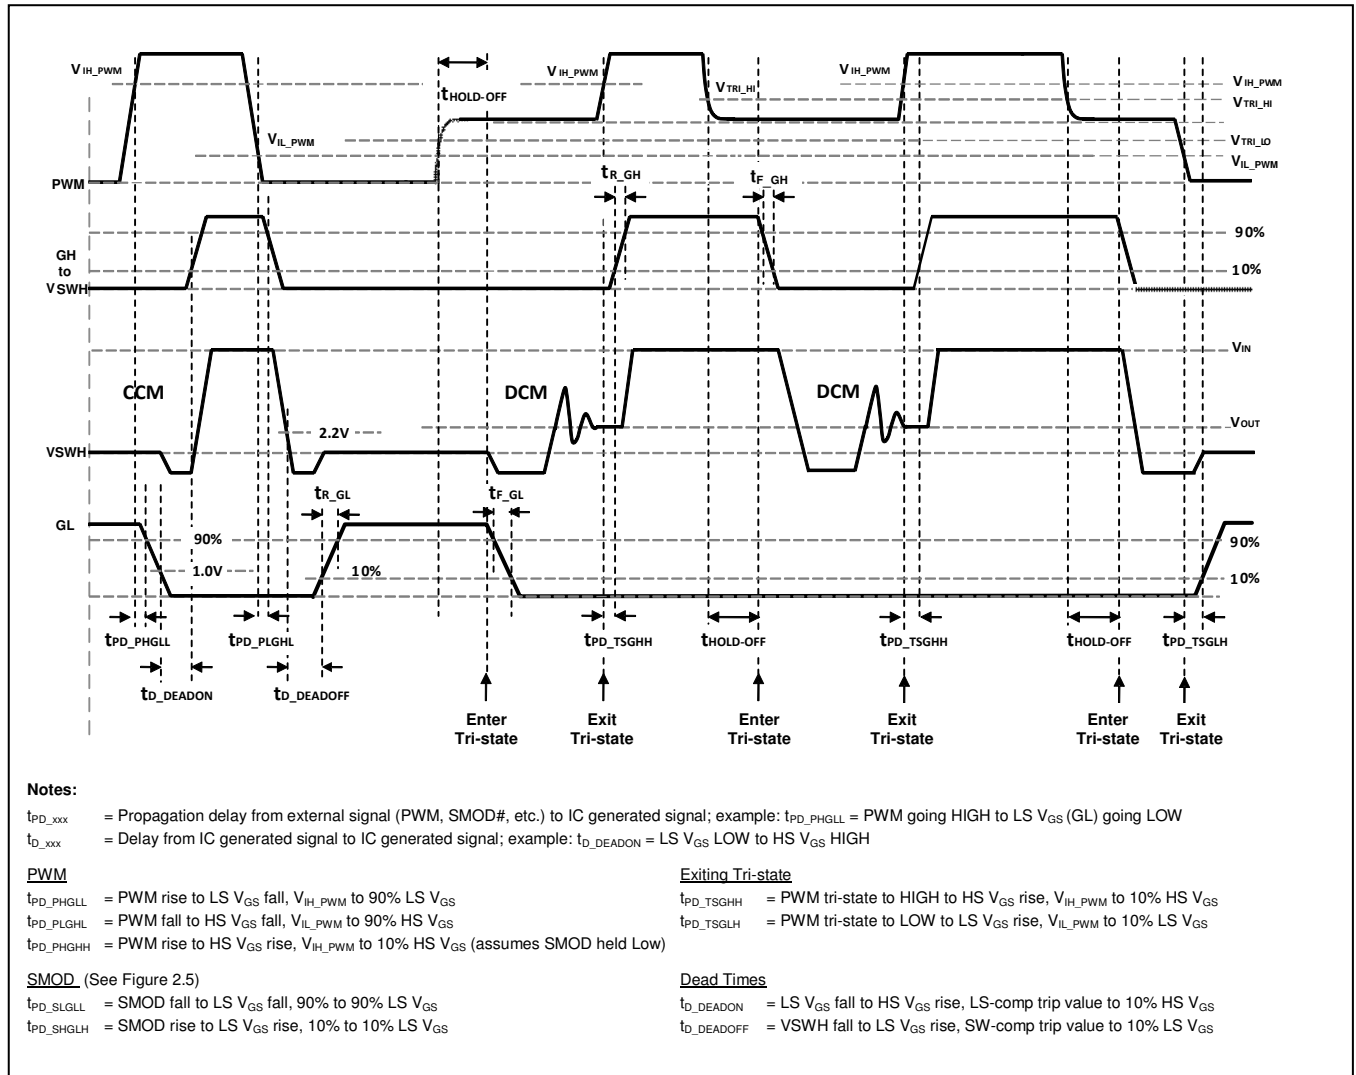 V IH_PWM
tHOLD-OFF
V IH_PWM
VTRI_HI
V IH_PWM
V IH_PWM
VTRI_HI
VIL_PWM
VTRI_LO
VIL_PWM
PWM
tR_GH
tF_GH
90%
GH
to
VSWH
10%
VIN
CCM
DCM
DCM
2.2V
VOUT
VSWH
tR_GL
tF_GL
GL
90%
90%
1.0V
10%
10%
tPD_PHGLL
tPD_PLGHL
tPD_TSGHH
tHOLD-OFF
tPD_TSGHH
tHOLD-OFF
tPD_TSGLH
tD_DEADON
tD_DEADOFF
Enter
Tri-state
Exit
Tri-state
Enter
Tri-state
Exit
Tri-state
Enter
Tri-state
Exit
Tri-state
Notes:
tPD_xxx = Propagation delay from external signal (PWM, SMOD#, etc.) to IC generated signal; example: tPD_PHGLL = PWM going HIGH to LS VGS (GL) going LOW
tD_xxx = Delay from IC generated signal to IC generated signal; example: tD_DEADON = LS VGS LOW to HS VGS HIGH
PWM
tPD_PHGLL = PWM rise to LS VGS fall, VIH_PWM to 90% LS VGS
tPD_PLGHL = PWM fall to HS VGS fall, VIL_PWM to 90% HS VGS
tPD_PHGHH = PWM rise to HS VGS rise, VIH_PWM to 10% HS VGS (assumes SMOD held Low)
Exiting Tri-state
tPD_TSGHH = PWM tri-state to HIGH to HS VGS rise, VIH_PWM to 10% HS VGS
tPD_TSGLH = PWM tri-state to LOW to LS VGS rise, VIL_PWM to 10% LS VGS
SMOD (See Figure 2.5)
tPD_SLGLL = SMOD fall to LS VGS fall, 90% to 90% LS VGS
tPD_SHGLH = SMOD rise to LS VGS rise, 10% to 10% LS VGS
Dead Times
tD_DEADON = LS VGS fall to HS VGS rise, LS-comp trip value to 10% HS VGS
tD_DEADOFF = VSWH fall to LS VGS rise, SW-comp trip value to 10% LS VGS